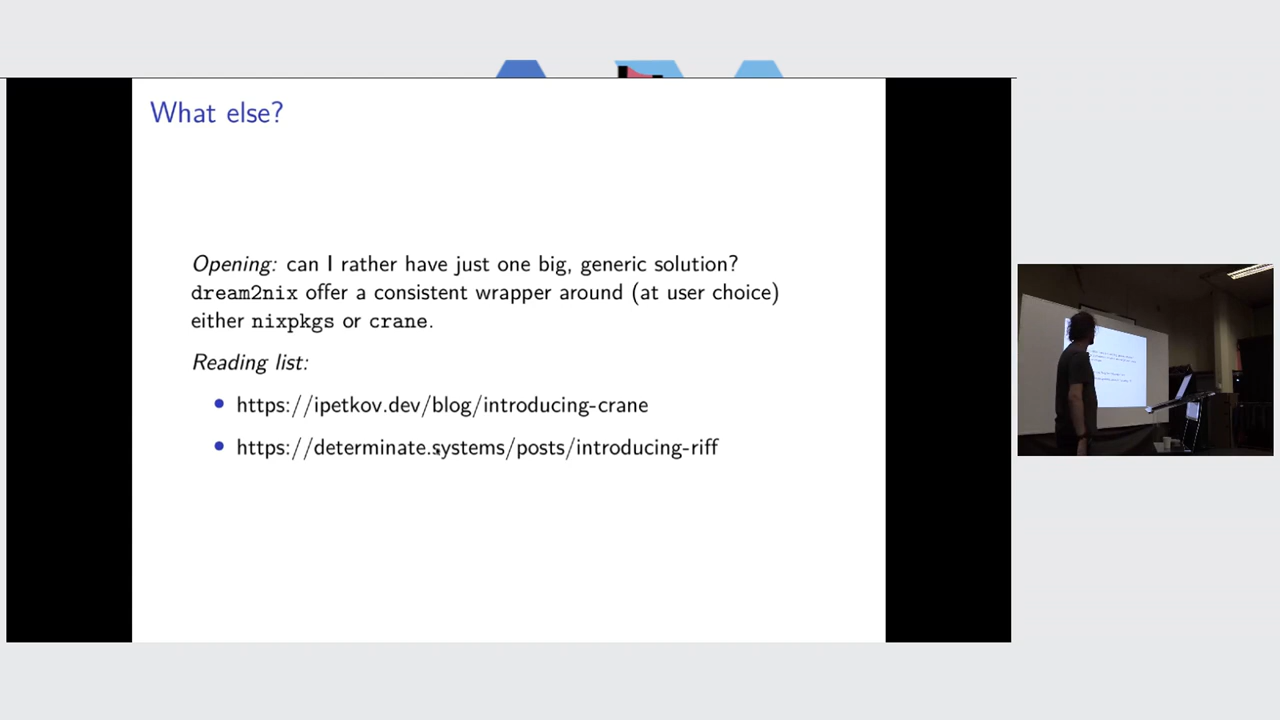 What else?
Opening: can I rather have just one big, generic solution?
dream2nix offer a consistent wrapper around (at user choice)
either nixpkgs or crane.
Reading list:
• https://ipetkov.dev/blog/introducing-crane
• https://determinate.systems/posts/introducing-riff